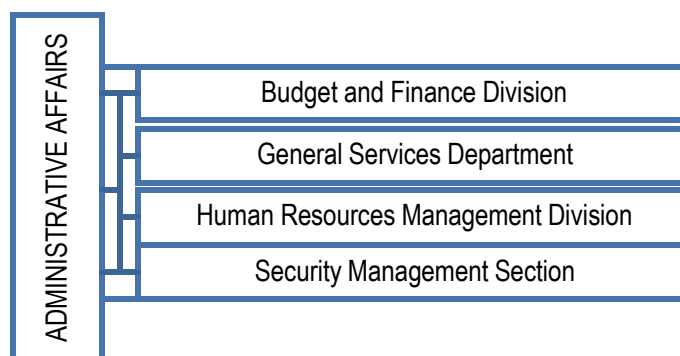 ADMINISTRATIVE AFFAIRS
Budget and Finance Division
General Services Department
Human Resources Management Division
Security Management Section